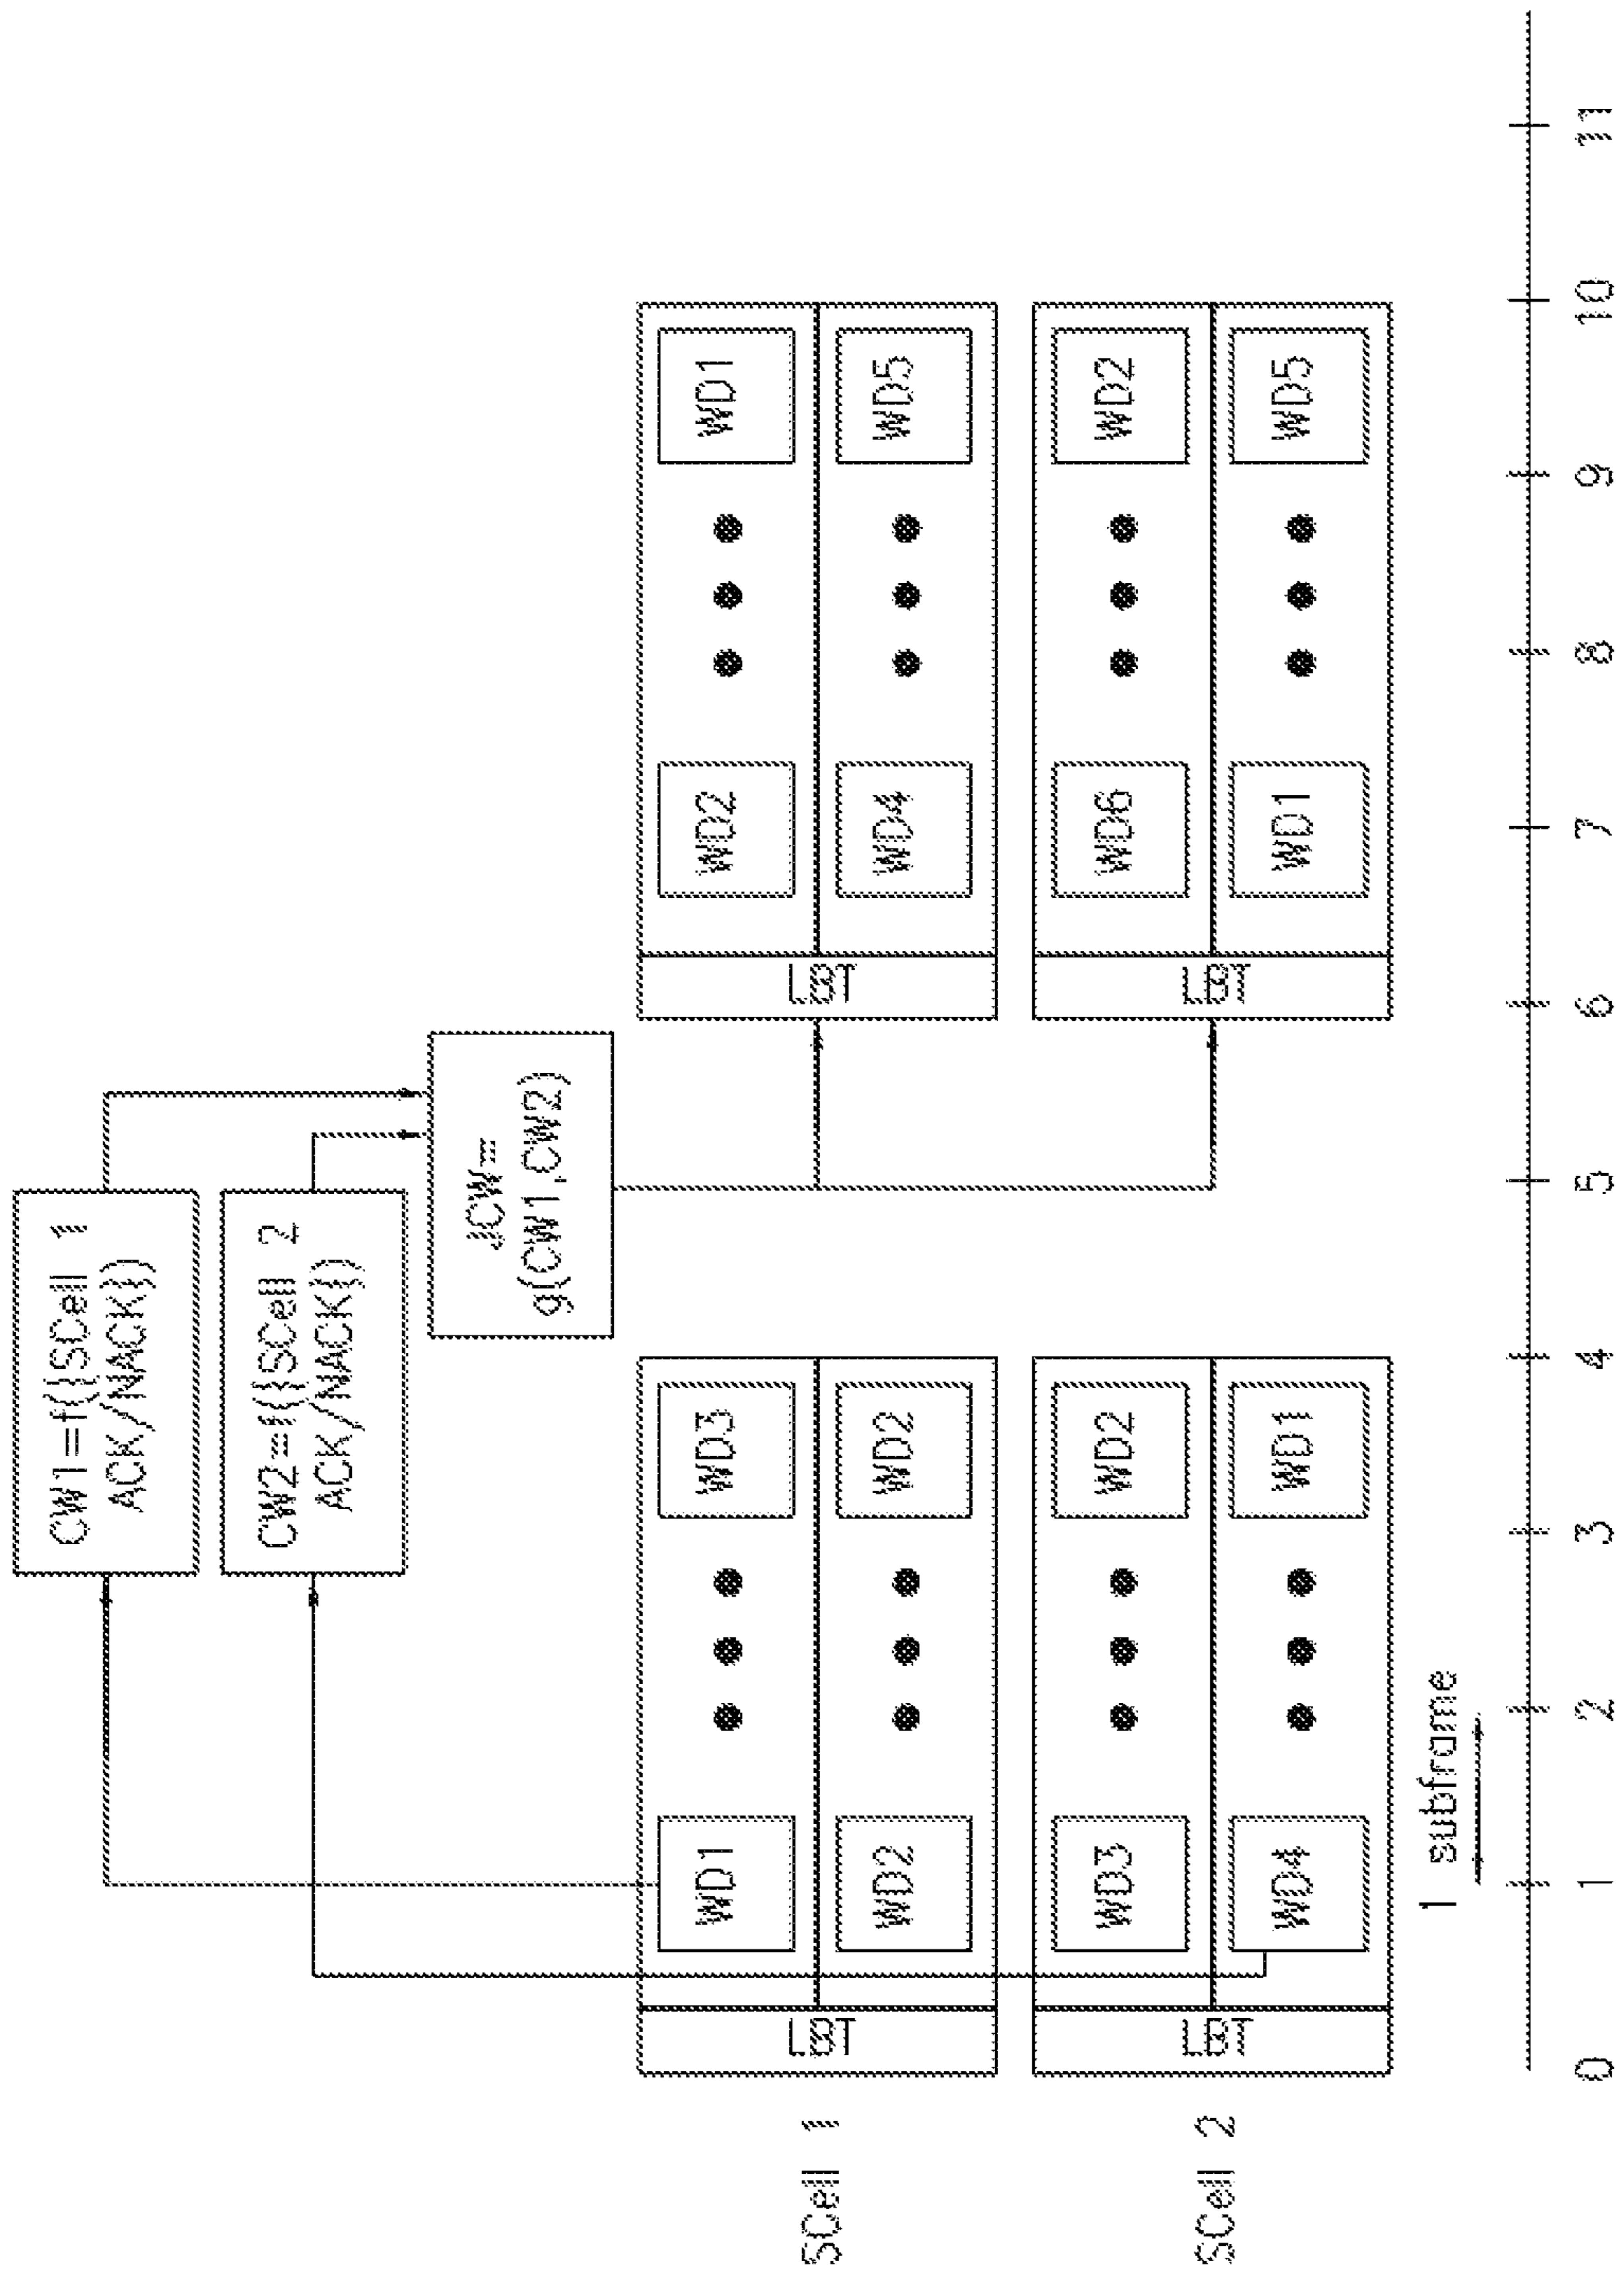 CW1=f({SCell 1
ACK/NACK})
CW2=f({SCell 2
ACK/NACK})
JCW=
g(CW1,CW2)
SCell 1
LBT
WD1
WD3
WD2
WD2
LBT
WD2
WD1
WD4
WD5
SCell 2
LBT
WD3
WD2
WD4
WD1
LBT
WD6
WD2
WD1
WD5
1 subframe
0 1 2 3 4 5 6 7 8 9 10 11